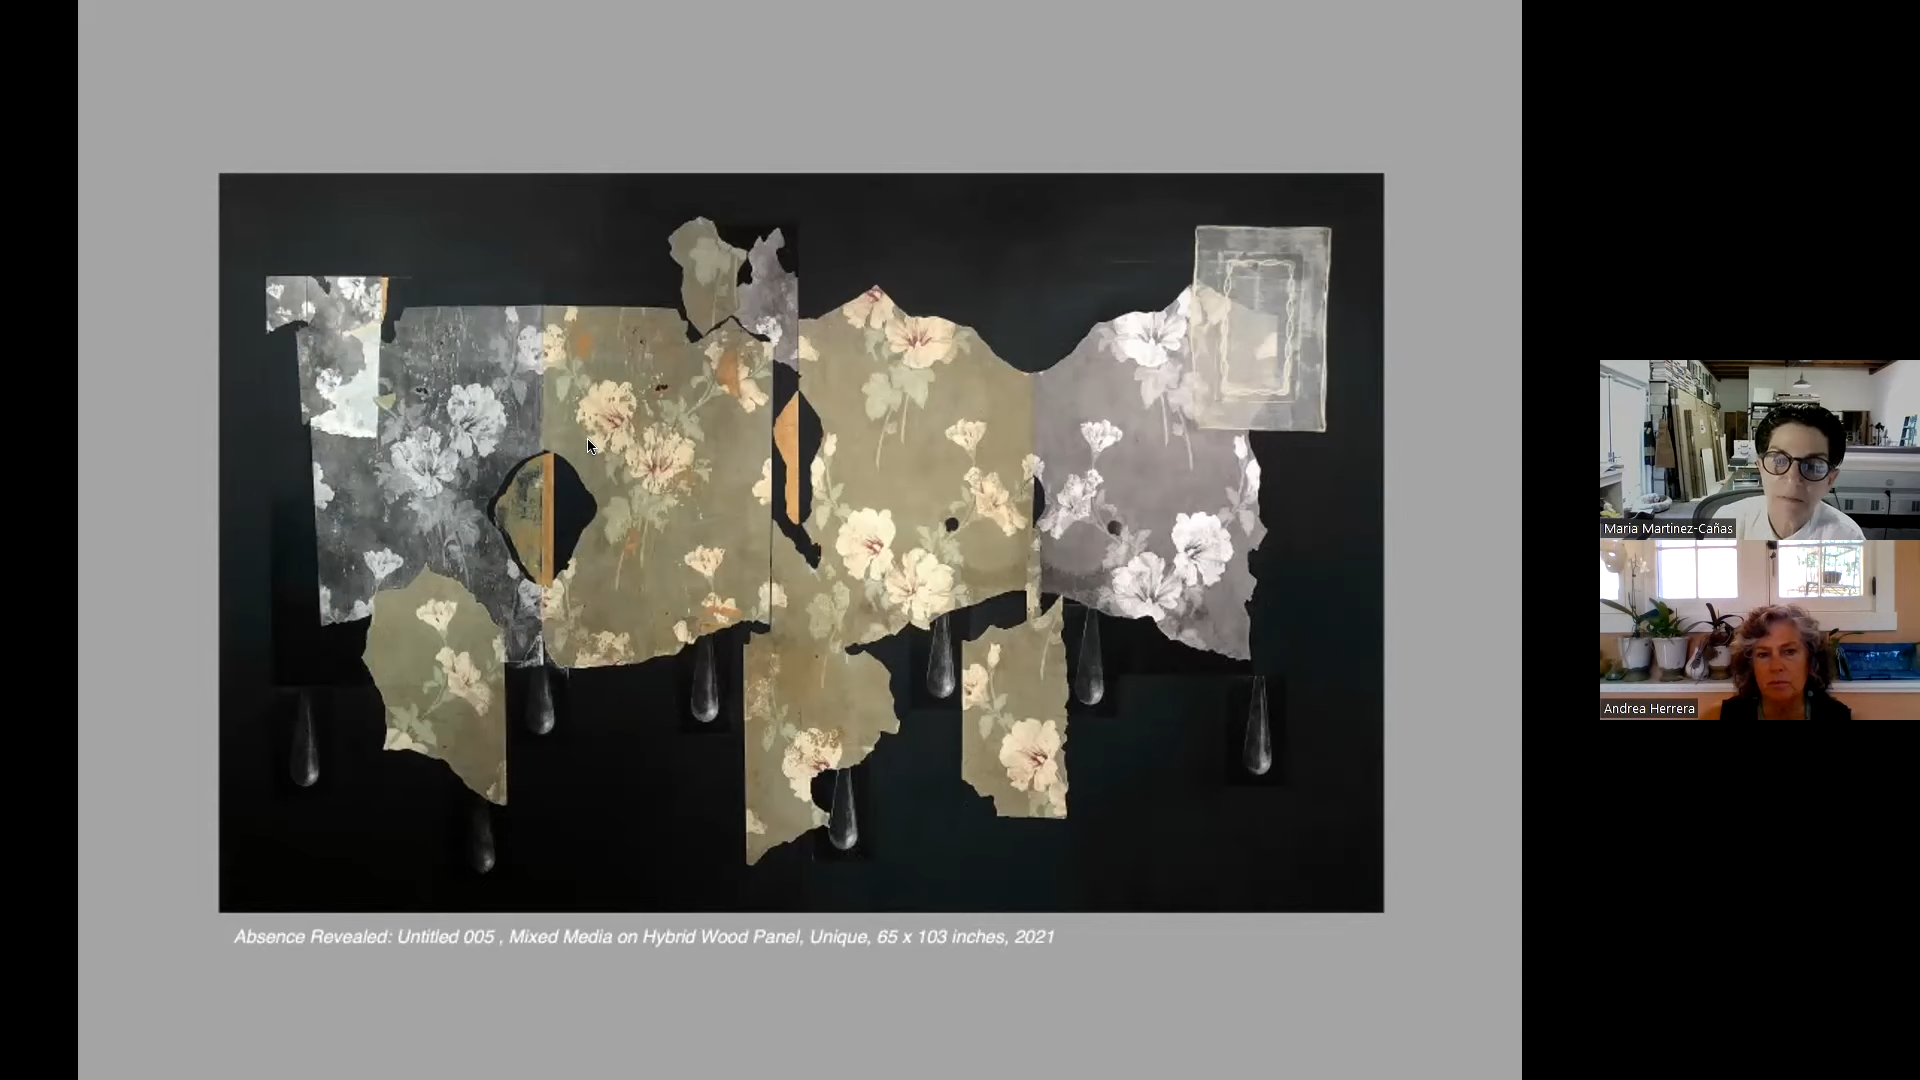 Absence Revealed: Untitled 005 , Mixed Media on Hybrid Wood Panel, Unique, 65 x 103 inches, 2021
Maria Martinez-Cañas
Andrea Herrera